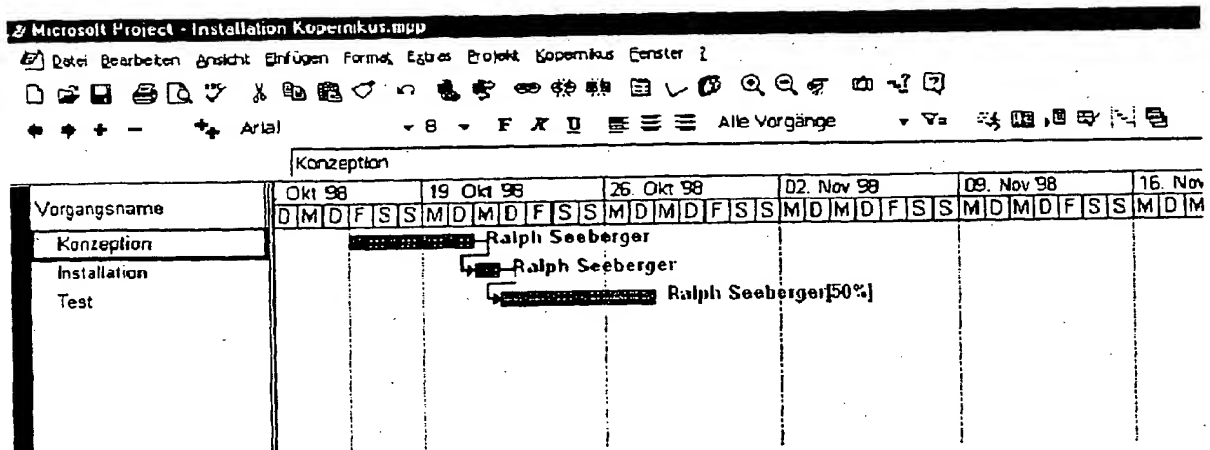 Microsoft Project - Installation Kopernikus.mpp
Datei Bearbeiten Ansicht Einfügen Format Extras Projekt Kopernikus Fenster ?
Arial 8 F K U Alle Vorgänge
Konzeption
Okt 98 19 Okt 98 26. Okt 98 02. Nov 98 09. Nov 98 16. Nov
Vorgangsname
D M D F S S M D M D F S S M D M D F S S M D M D F S S M D M D F S S M D M
Konzeption Ralph Seeberger
Installation Ralph Seeberger
Test Ralph Seeberger[50%]